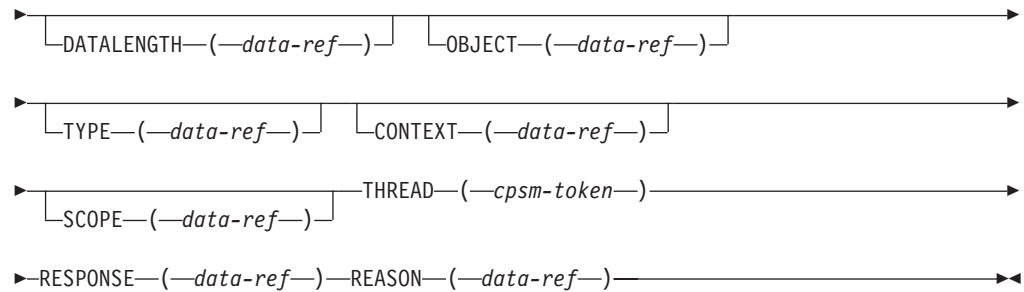 DATALENGTH (data-ref) OBJECT (data-ref)
TYPE (data-ref) CONTEXT (data-ref)
THREAD (cpsm-token)
SCOPE (data-ref)
RESPONSE (data-ref) REASON (data-ref)